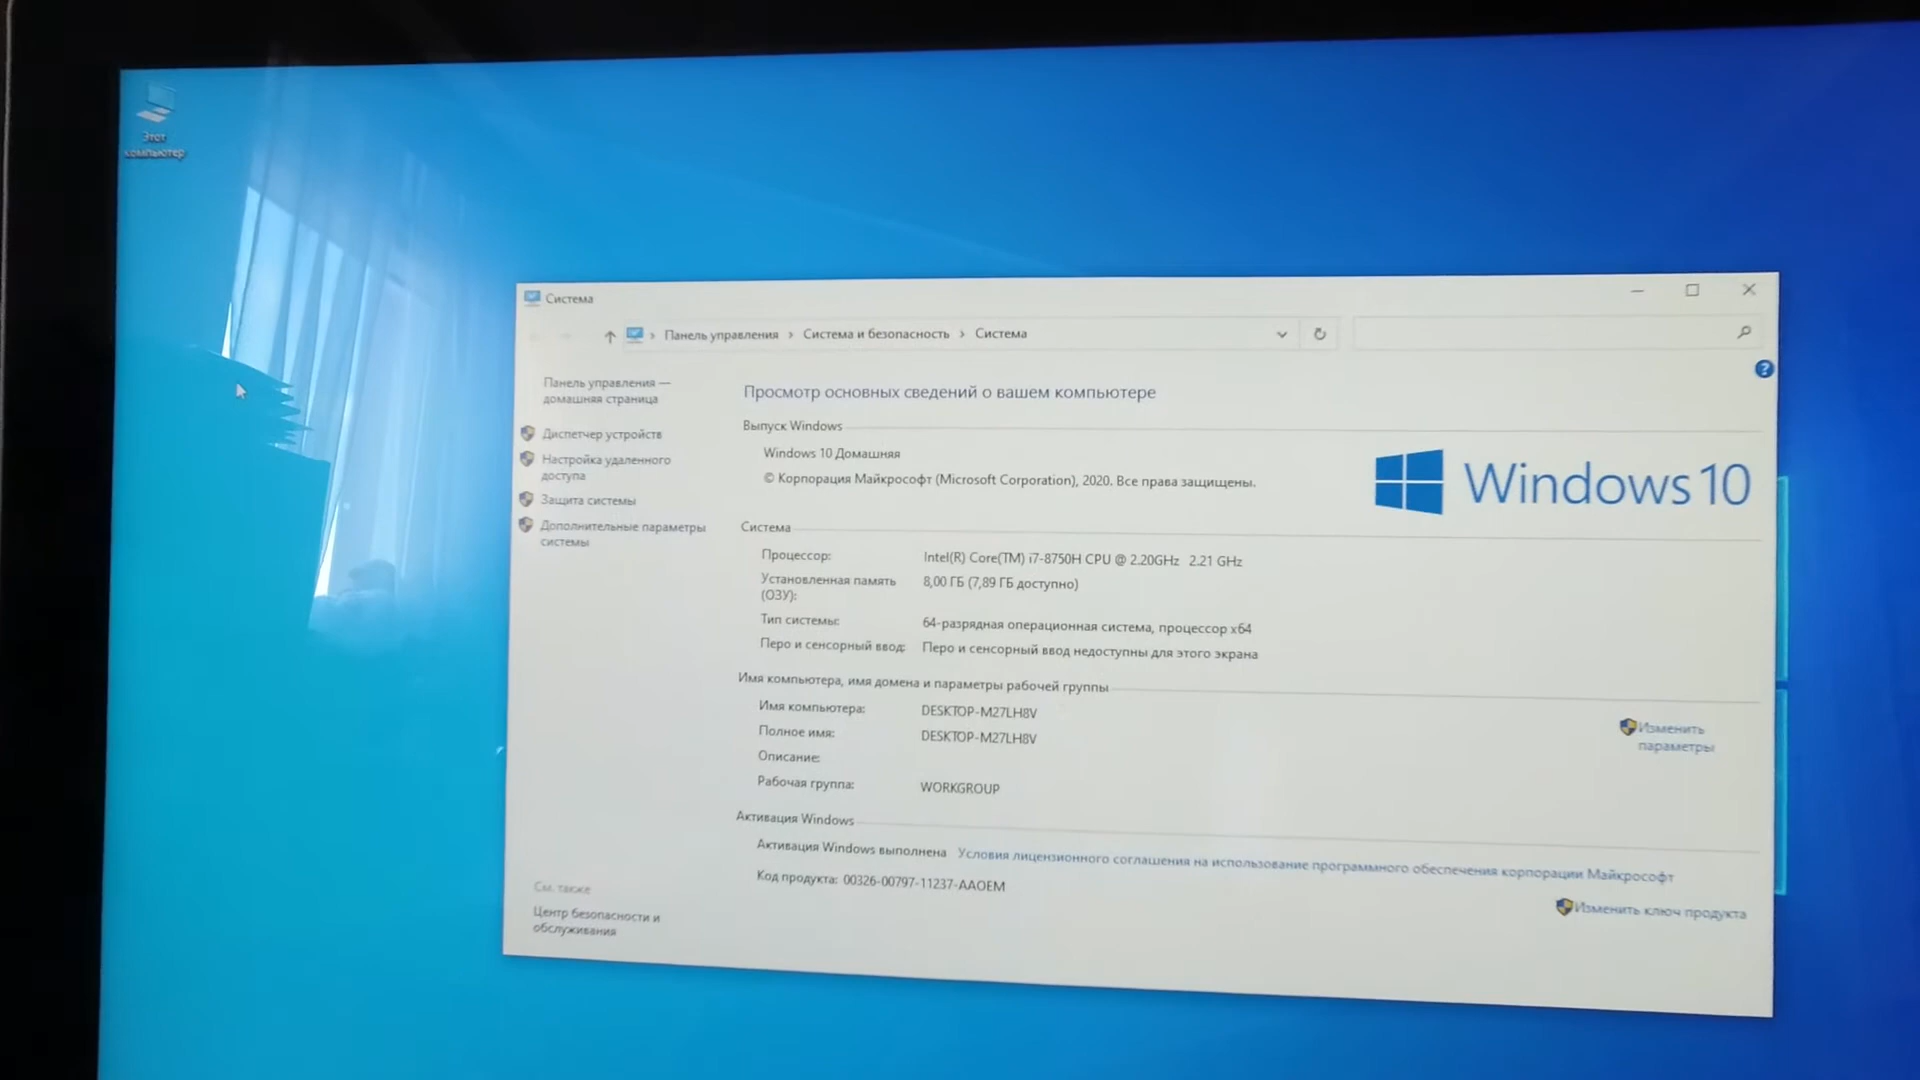 Этот
компьютер
Система
Панель управления › Система и безопасность › Система
Панель управления —
домашняя страница
Диспетчер устройств
Настройка удаленного
доступа
Защита системы
Дополнительные параметры
системы
См. также
Центр безопасности и
обслуживания
Просмотр основных сведений о вашем компьютере
Выпуск Windows
Windows 10 Домашняя
© Корпорация Майкрософт (Microsoft Corporation), 2020. Все права защищены.
Windows 10
Система
Процессор: Intel(R) Core(TM) i7-8750H CPU @ 2.20GHz 2.21 GHz
Установленная память
(ОЗУ): 8,00 ГБ (7,89 ГБ доступно)
Тип системы: 64-разрядная операционная система, процессор x64
Перо и сенсорный ввод: Перо и сенсорный ввод недоступны для этого экрана
Имя компьютера, имя домена и параметры рабочей группы
Имя компьютера: DESKTOP-M27LH8V
Полное имя: DESKTOP-M27LH8V
Описание:
Рабочая группа: WORKGROUP
Изменить
параметры
Активация Windows
Активация Windows выполнена Условия лицензионного соглашения на использование программного обеспечения корпорации Майкрософт
Код продукта: 00326-00797-11237-AAOEM
Изменить ключ продукта